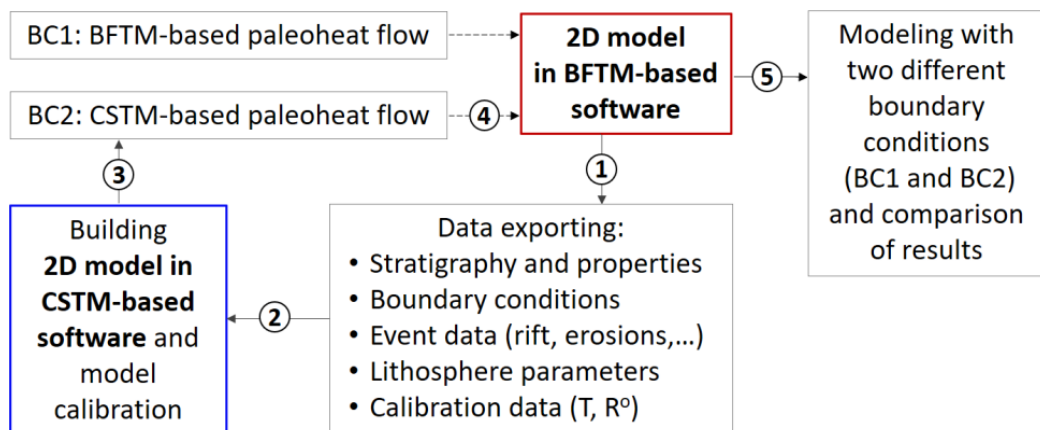 BC1: BFTM-based paleoheat flow
BC2: CSTM-based paleoheat flow
4
2D model
in BFTM-based
software
5
Modeling with
two different
boundary
conditions
(BC1 and BC2)
and comparison
of results
3
1
Building
2D model in
CSTM-based
software and
model
calibration
2
Data exporting:
• Stratigraphy and properties
• Boundary conditions
• Event data (rift, erosions,...)
• Lithosphere parameters
• Calibration data (T, Rº)